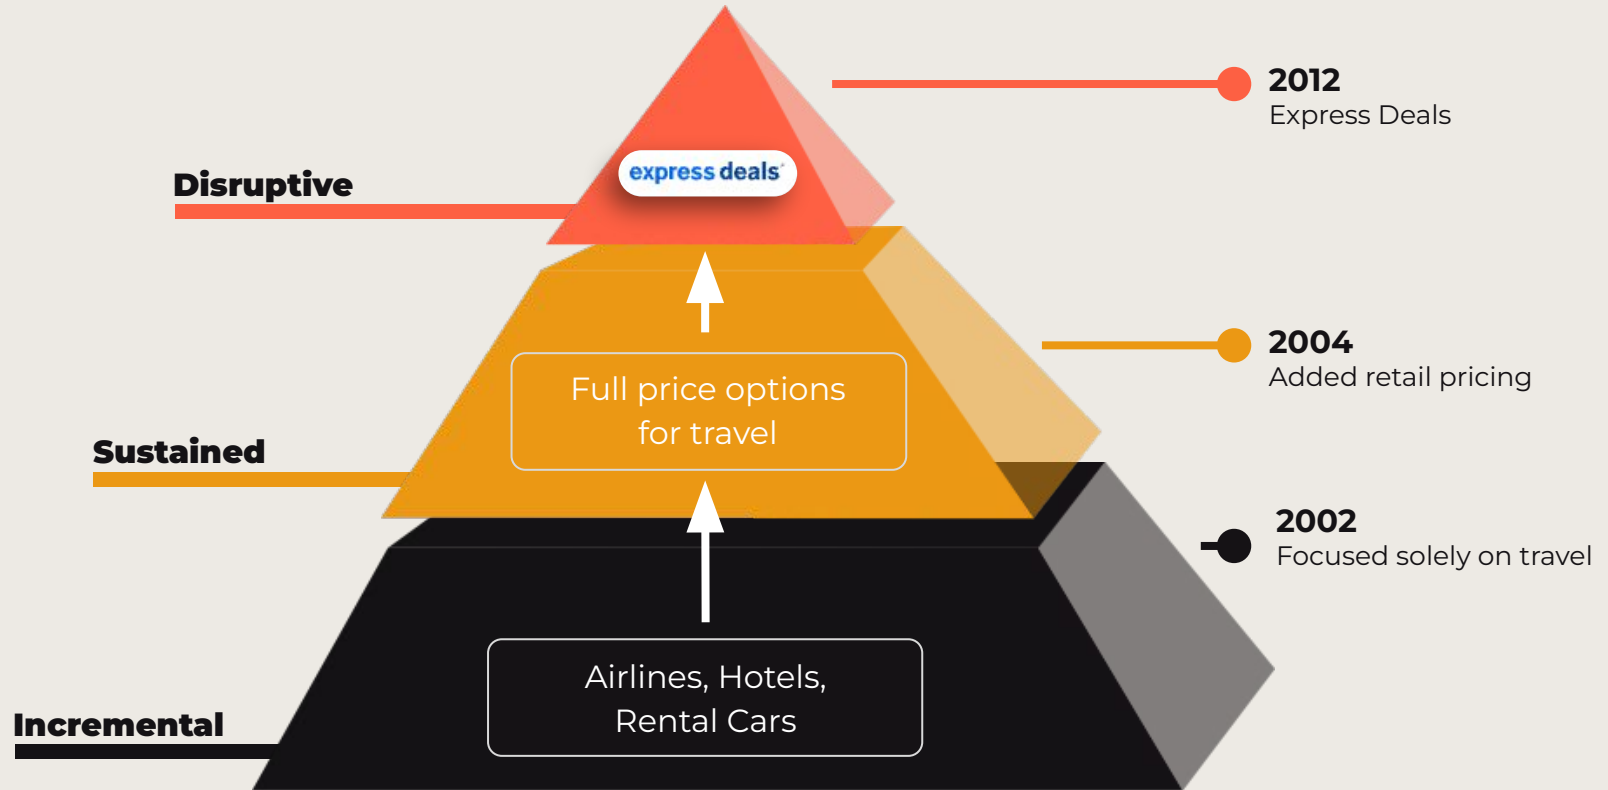 2012
Express Deals
express deals
Disruptive
2004
Added retail pricing
Full price options
for travel
Sustained
2002
Focused solely on travel
Airlines, Hotels,
Rental Cars
Incremental